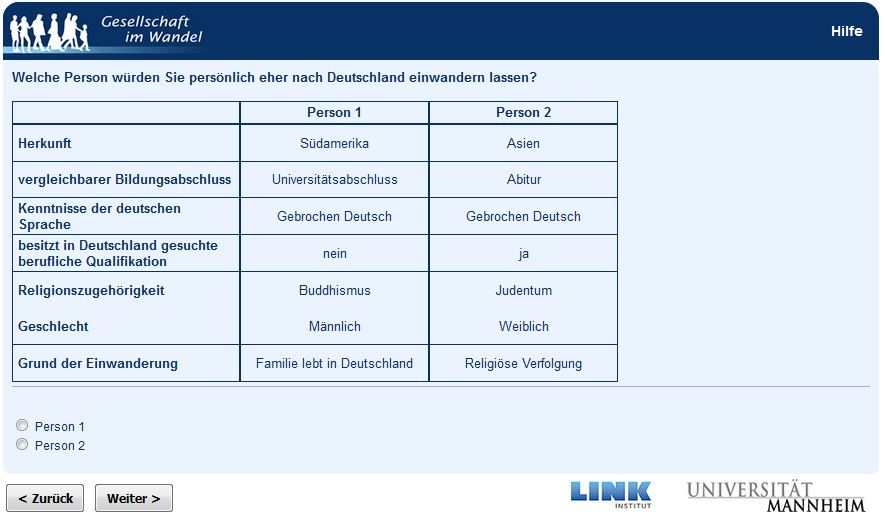 Gesellschaft
im Wandel
Hilfe
Welche Person würden Sie persönlich eher nach Deutschland einwandern lassen?
Person 1 Person 2
Herkunft Südamerika Asien
vergleichbarer Bildungsabschluss Universitätsabschluss Abitur
Kenntnisse der deutschen
Sprache Gebrochen Deutsch Gebrochen Deutsch
besitzt in Deutschland gesuchte
berufliche Qualifikation nein ja
Religionszugehörigkeit Buddhismus Judentum
Geschlecht Männlich Weiblich
Grund der Einwanderung Familie lebt in Deutschland Religiöse Verfolgung
Person 1
Person 2
< Zurück Weiter >
LINK
INSTITUT
UNIVERSITÄT
MANNHEIM